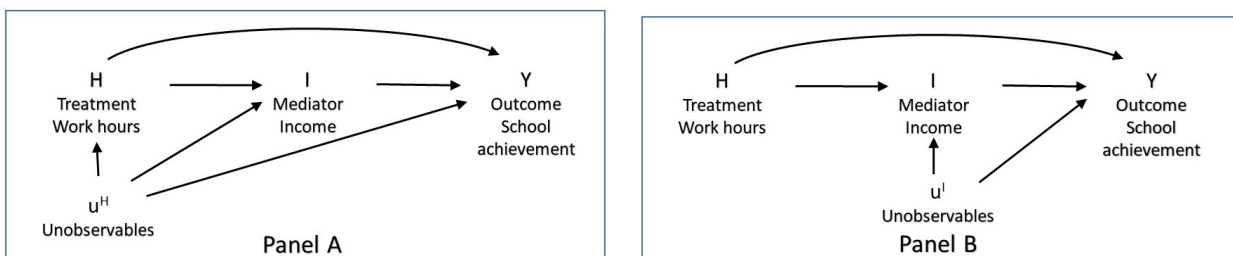 H
Treatment
Work hours
I
Mediator
Income
Y
Outcome
School
achievement
u^H
Unobservables
Panel A
H
Treatment
Work hours
I
Mediator
Income
Y
Outcome
School
achievement
u^I
Unobservables
Panel B